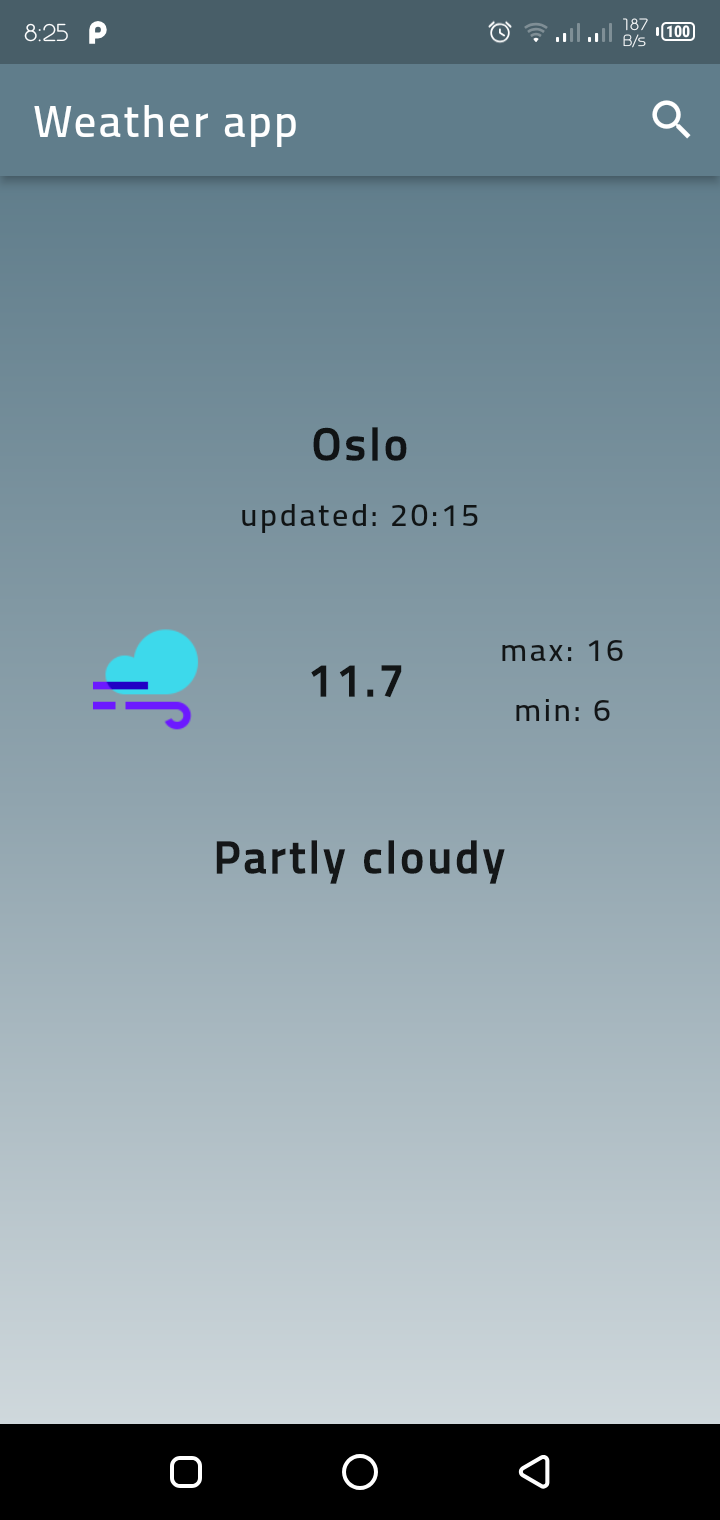 8:25
187
B/s
100
Weather app
Oslo
updated: 20:15
11.7
max: 16
min: 6
Partly cloudy